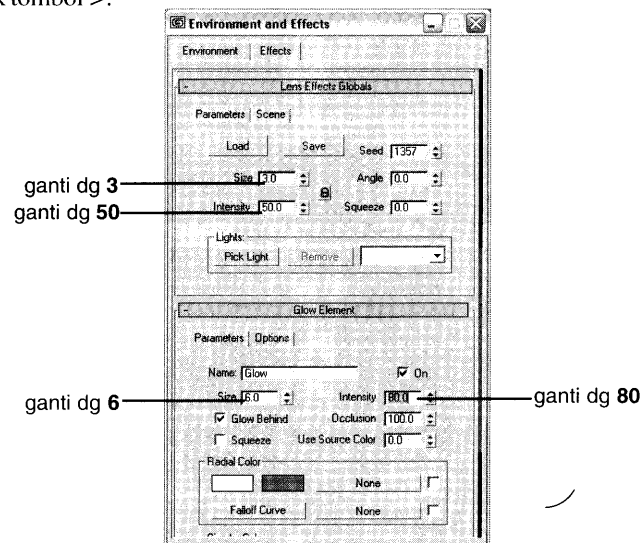 tombol >.
Environment and Effects
Environment Effects
Lens Effects Globals
Parameters Scene
Load Save Seed 1357
ganti dg 3 Size 3.0 Angle 0.0
ganti dg 50 Intensity 50.0 Squeeze 0.0
Lights:
Pick Light Remove
Glow Element
Parameters Options
Name: Glow On
ganti dg 6 Size 6.0 Intensity 80.0 ganti dg 80
Glow Behind Occlusion 100.0
Squeeze Use Source Color 0.0
Radial Color
None
Falloff Curve None